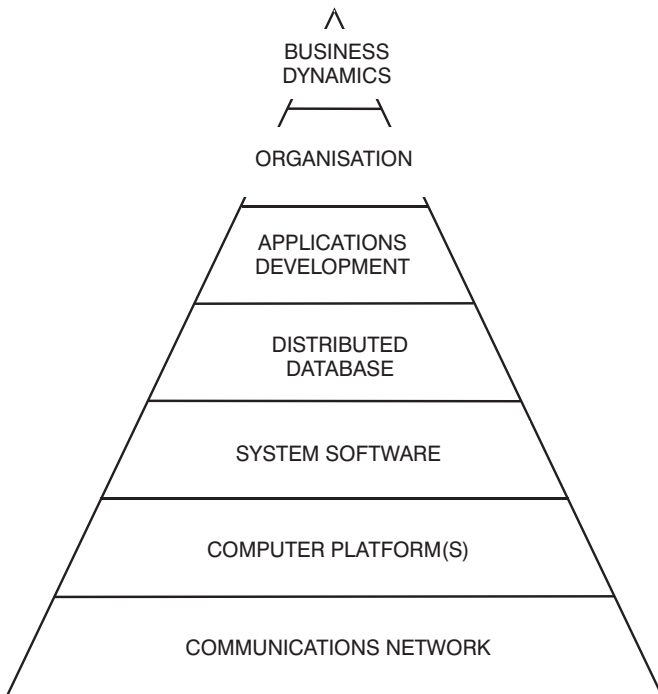 BUSINESS
DYNAMICS
ORGANISATION
APPLICATIONS
DEVELOPMENT
DISTRIBUTED
DATABASE
SYSTEM SOFTWARE
COMPUTER PLATFORM(S)
COMMUNICATIONS NETWORK